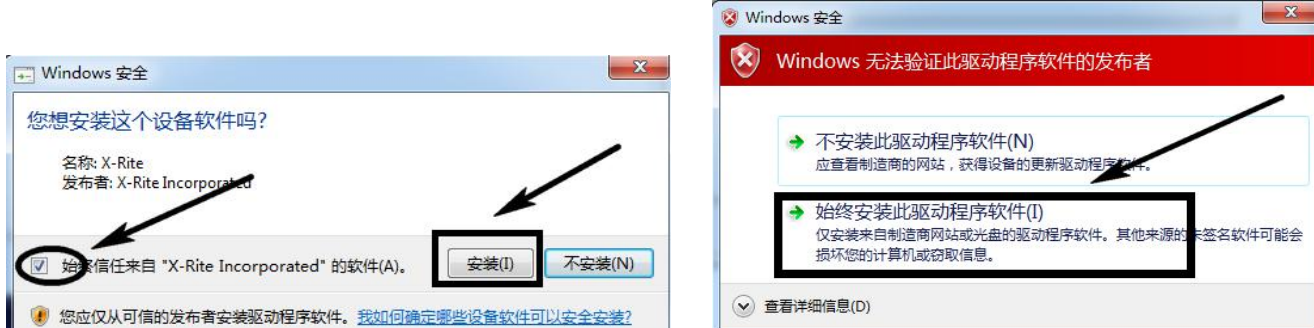 Windows 安全
您想安装这个设备软件吗?
名称: X-Rite
发布者: X-Rite Incorporated
始终信任来自 "X-Rite Incorporated" 的软件(A)。
安装(I)
不安装(N)
您应仅从可信的发布者安装驱动程序软件。我如何确定哪些设备软件可以安全安装?
Windows 安全
Windows 无法验证此驱动程序软件的发布者
不安装此驱动程序软件(N)
应查看制造商的网站，获得设备的更新驱动程序软件。
始终安装此驱动程序软件(I)
仅安装来自制造商网站或光盘的驱动程序软件。其他来源的未签名软件可能会
损坏您的计算机或窃取信息。
查看详细信息(D)